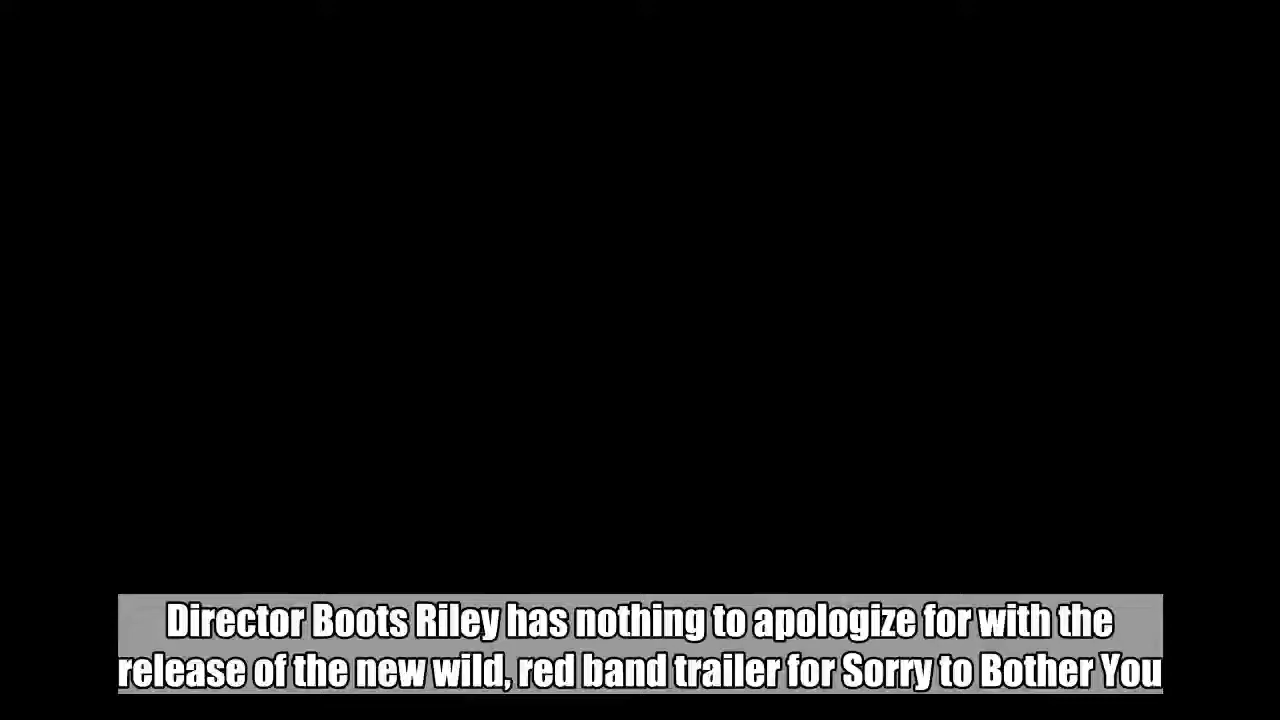 Director Boots Riley has nothing to apologize for with the
release of the new wild, red band trailer for Sorry to Bother You